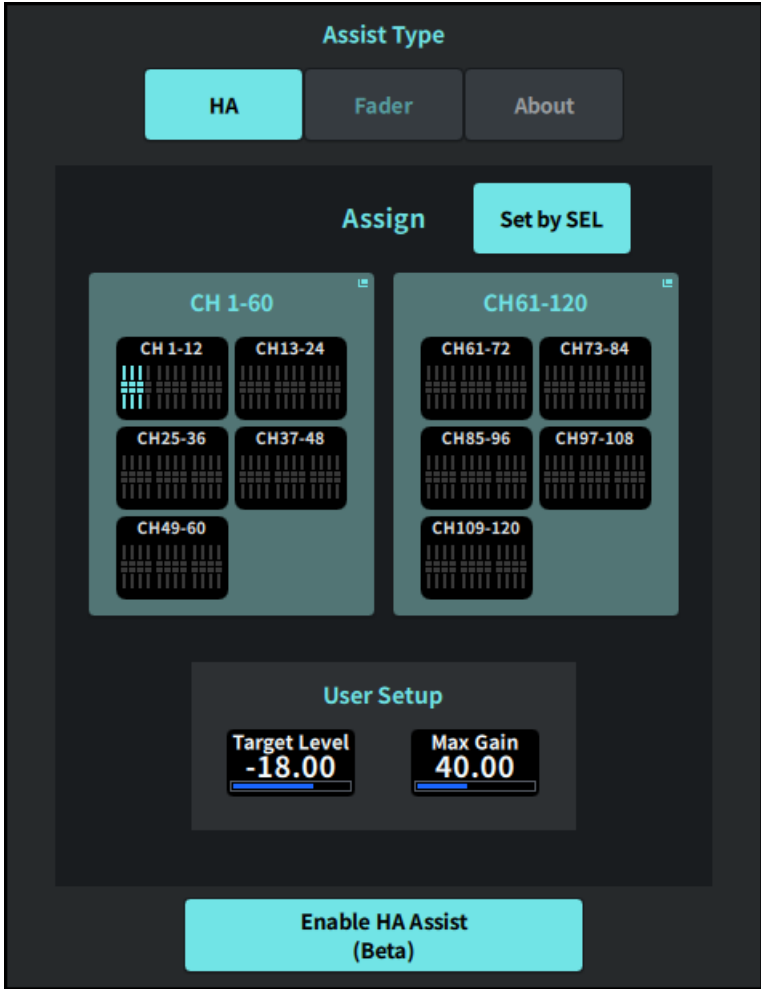 Assist Type
HA
Fader
About
Assign
Set by SEL
CH 1-60
CH 1-12
CH13-24
CH25-36
CH37-48
CH49-60
CH61-120
CH61-72
CH73-84
CH85-96
CH97-108
CH109-120
User Setup
Target Level
-18.00
Max Gain
40.00
Enable HA Assist
(Beta)